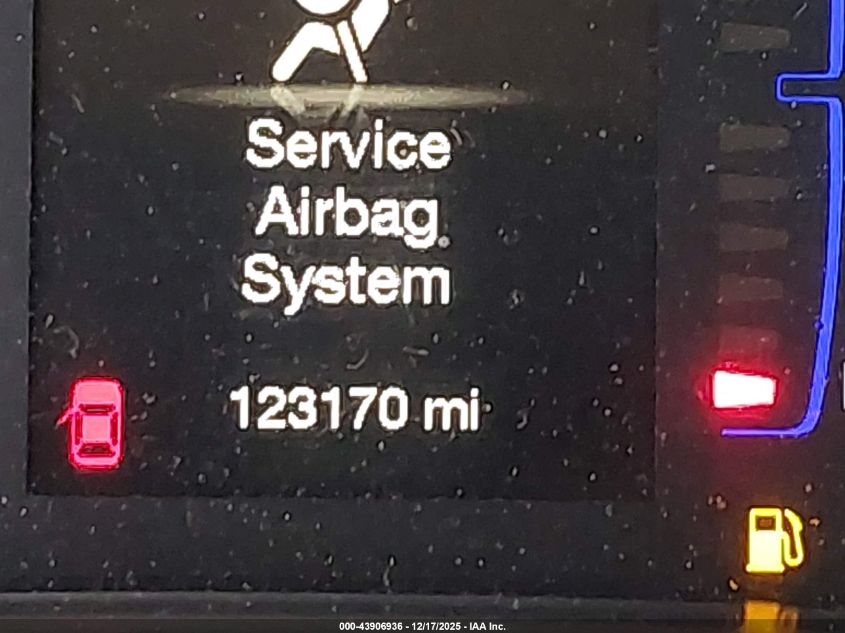 Service
Airbag
System
123170 mi
000-43906936 - 12/17/2025 - IAA Inc.